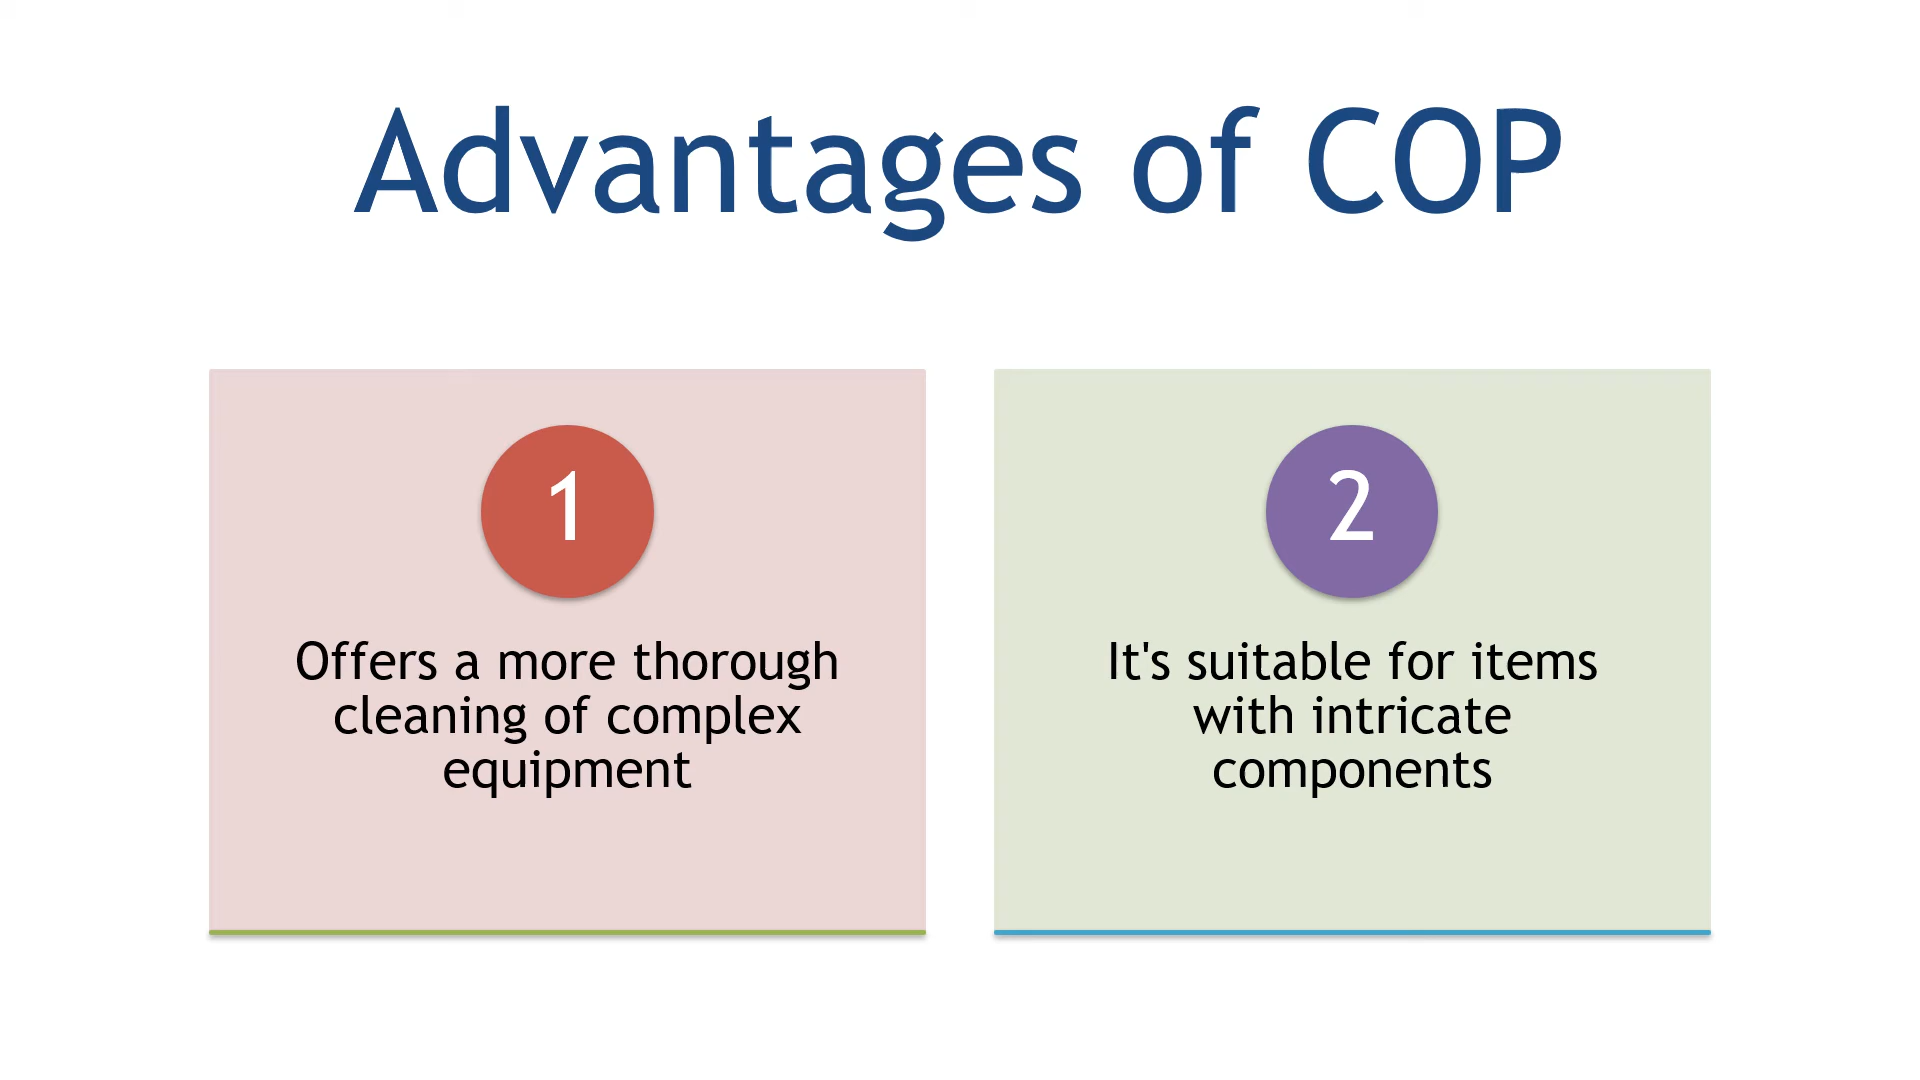 Advantages of COP
1
Offers a more thorough
cleaning of complex
equipment
2
It's suitable for items
with intricate
components